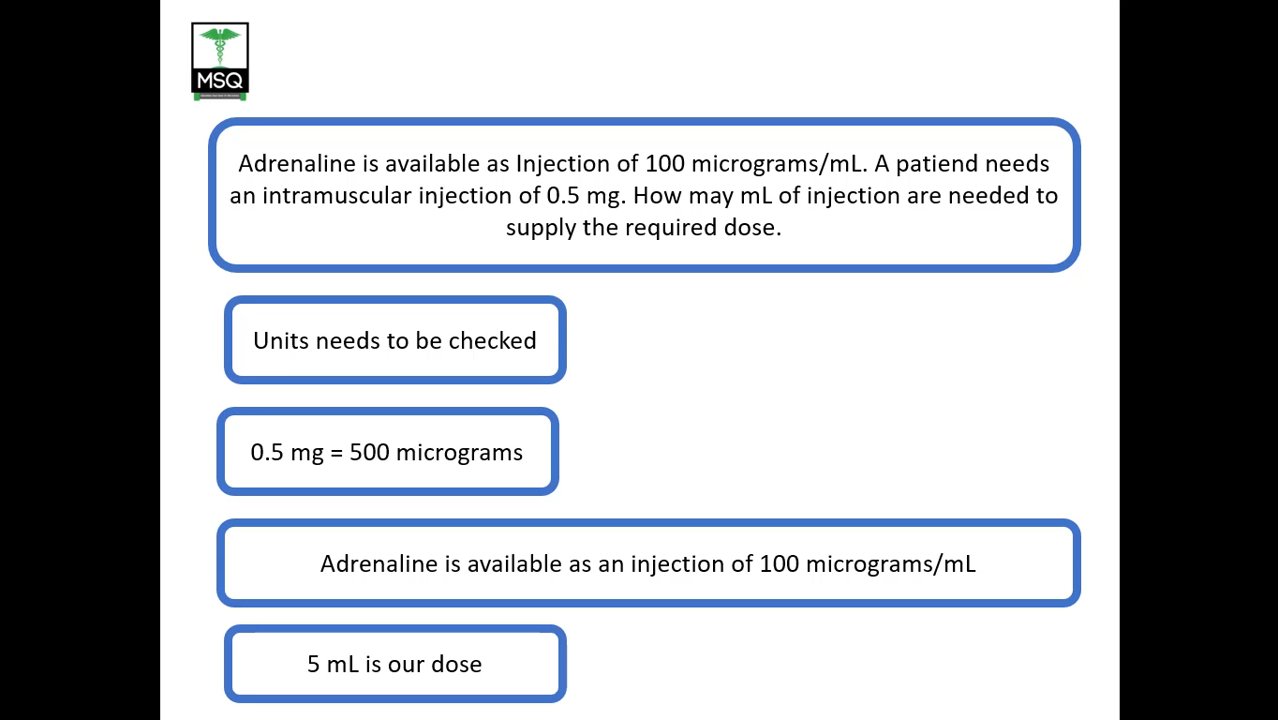 MSQ
Adrenaline is available as Injection of 100 micrograms/mL. A patiend needs
an intramuscular injection of 0.5 mg. How may mL of injection are needed to
supply the required dose.
Units needs to be checked
0.5 mg = 500 micrograms
Adrenaline is available as an injection of 100 micrograms/mL
5 mL is our dose